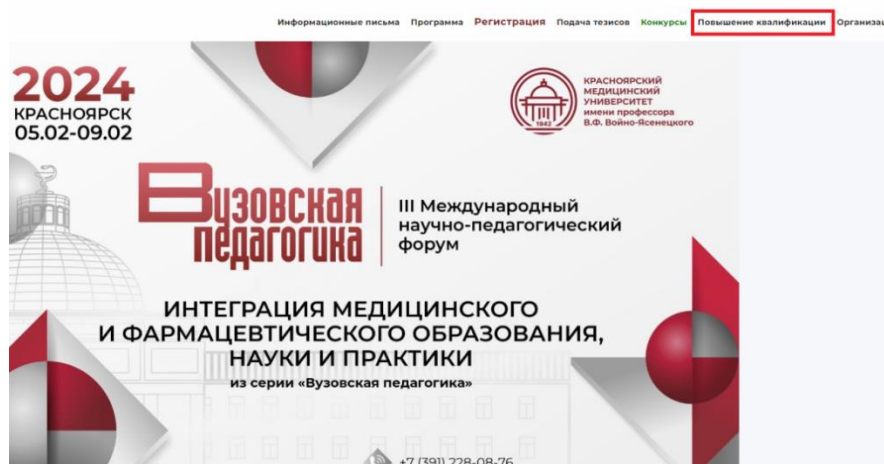 Информационные письма Программа Регистрация Подача тезисов Конкурсы Повышение квалификации
2024
КРАСНОЯРСК
05.02-09.02
КРАСНОЯРСКИЙ
МЕДИЦИНСКИЙ
УНИВЕРСИТЕТ
имени профессора
В.Ф. Войно-Ясенецкого
1942
Вузовская
педагогика
III Международный
научно-педагогический
форум
ИНТЕГРАЦИЯ МЕДИЦИНСКОГО
И ФАРМАЦЕВТИЧЕСКОГО ОБРАЗОВАНИЯ,
НАУКИ И ПРАКТИКИ
из серии «Вузовская педагогика»
+7 (391) 228-08-76